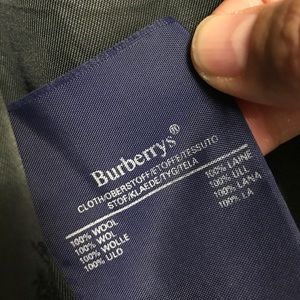 Burberrys®
CLOTH/OBERSTOFF/ETOFFE/TESSUTO
STOF/KLAEDE/TYG/TELA
100% WOOL 100% LAINE
100% WOL 100% ULL
100% WOLLE 100% LANA
100% ULD 100% LA